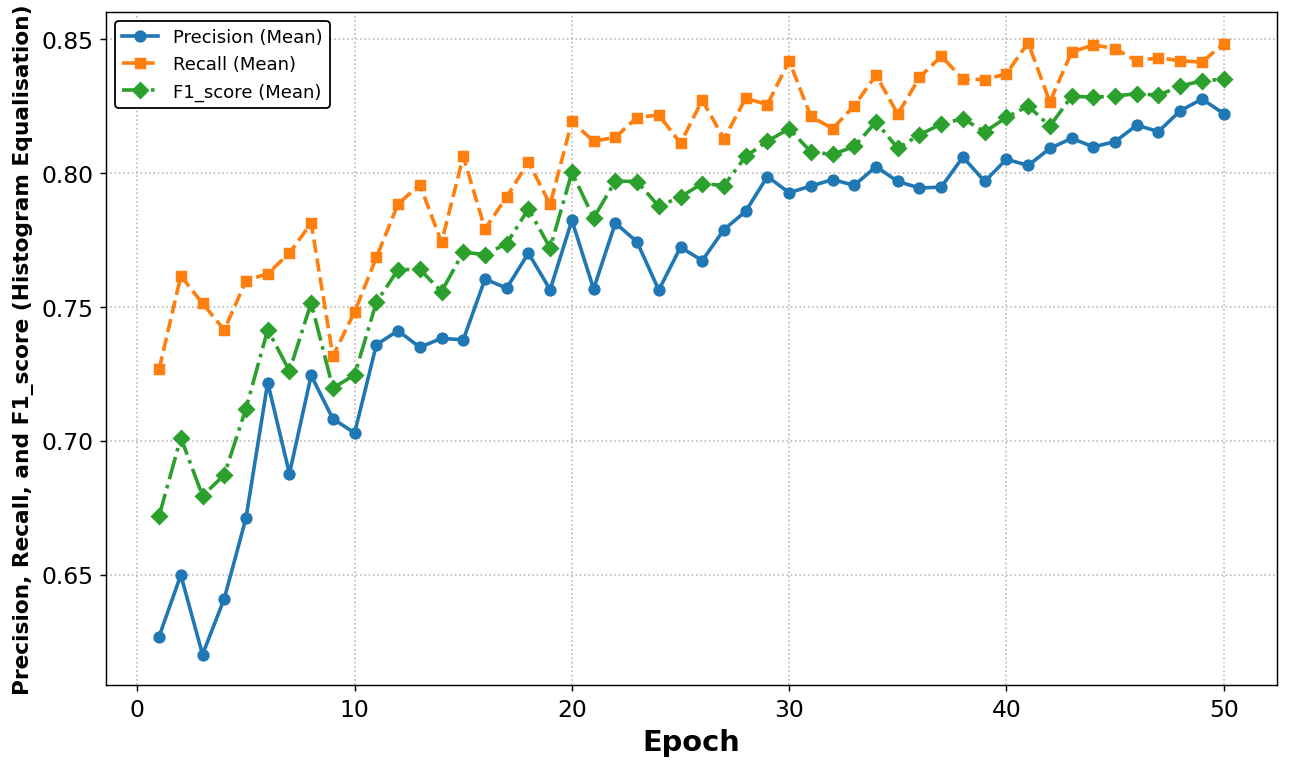 Precision, Recall, and F1_score (Histogram Equalisation)
0.85
0.80
0.75
0.70
0.65
Precision (Mean)
Recall (Mean)
F1_score (Mean)
0 10 20 30 40 50
Epoch